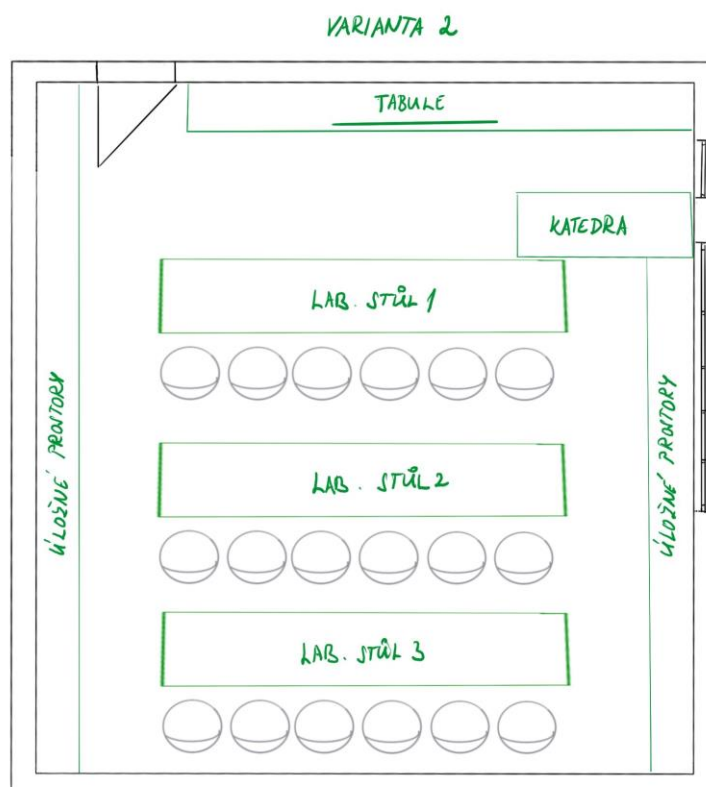 VARIANTA 2
TABULE
KATEDRA
LAB. STŮL 1
ÚLOŽNÉ PROSTORY
ÚLOŽNÉ PROSTORY
LAB. STŮL 2
LAB. STŮL 3